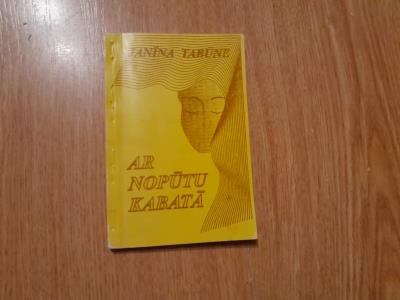 JANĪNA TABŪNE
AR
NOPŪTU
KABATĀ